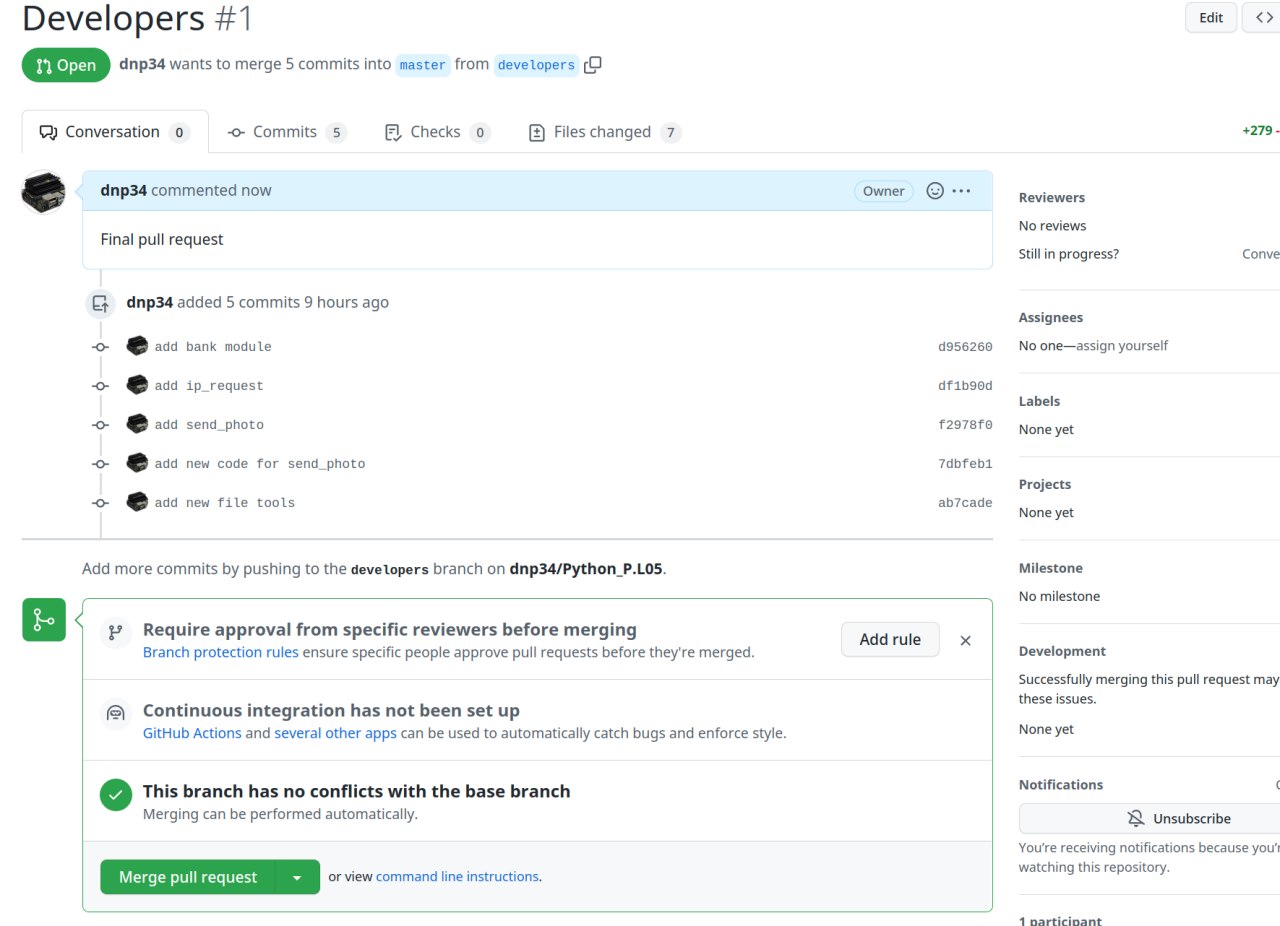 Developers #1
Edit
Open
dnp34 wants to merge 5 commits into master from developers
Conversation 0
Commits 5
Checks 0
Files changed 7
+279 -
dnp34 commented now
Owner
Final pull request
dnp34 added 5 commits 9 hours ago
add bank module d956260
add ip_request df1b90d
add send_photo f2978f0
add new code for send_photo 7dbfeb1
add new file tools ab7cade
Add more commits by pushing to the developers branch on dnp34/Python_P.L05.
Require approval from specific reviewers before merging
Branch protection rules ensure specific people approve pull requests before they're merged.
Add rule
Continuous integration has not been set up
GitHub Actions and several other apps can be used to automatically catch bugs and enforce style.
This branch has no conflicts with the base branch
Merging can be performed automatically.
Merge pull request
or view command line instructions.
Reviewers
No reviews
Still in progress?
Conve
Assignees
No one—assign yourself
Labels
None yet
Projects
None yet
Milestone
No milestone
Development
Successfully merging this pull request may
these issues.
None yet
Notifications
Unsubscribe
You're receiving notifications because you'r
watching this repository.
1 participant